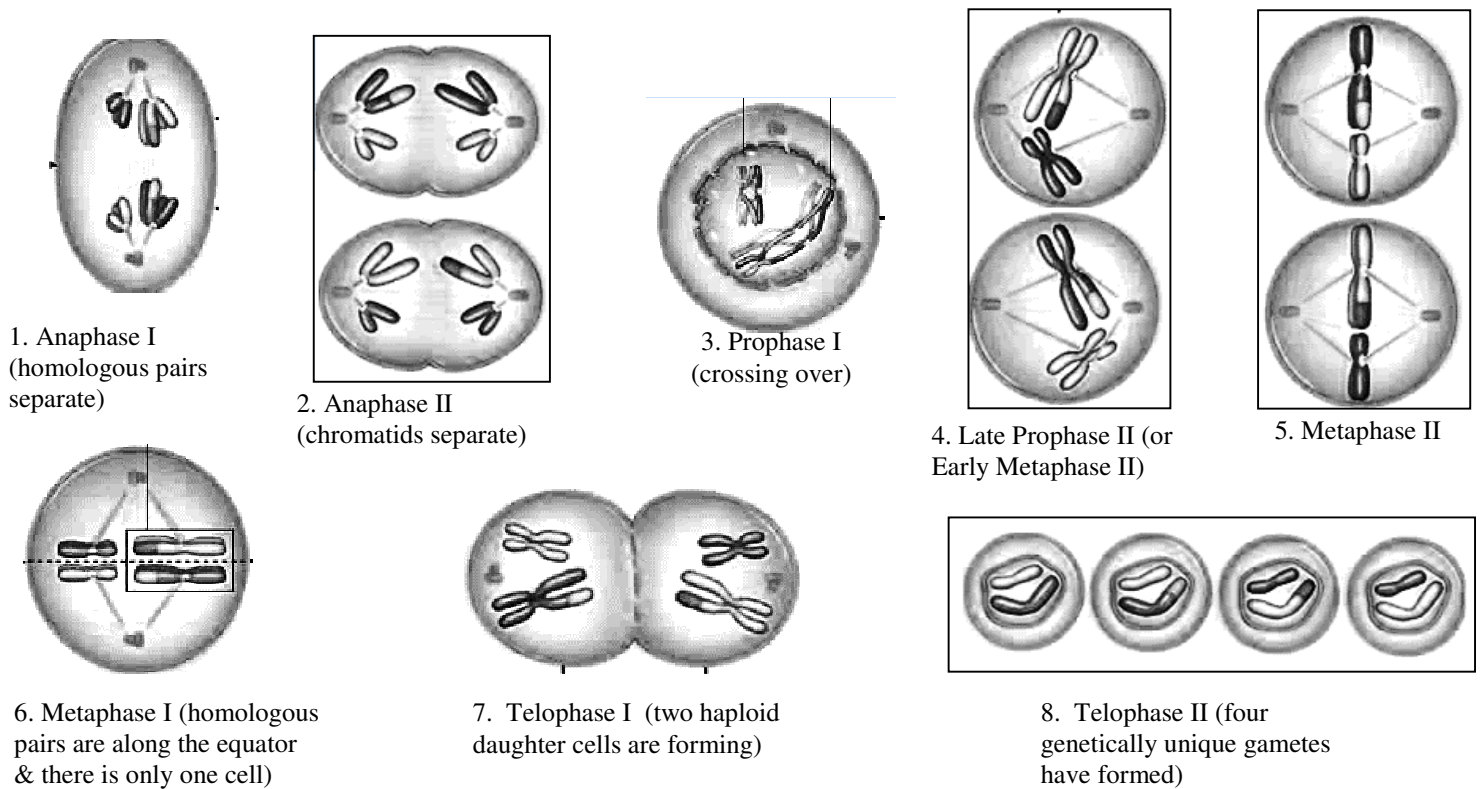 1. Anaphase I
(homologous pairs
separate)
2. Anaphase II
(chromatids separate)
3. Prophase I
(crossing over)
4. Late Prophase II (or
Early Metaphase II)
5. Metaphase II
6. Metaphase I (homologous
pairs are along the equator
& there is only one cell)
7. Telophase I (two haploid
daughter cells are forming)
8. Telophase II (four
genetically unique gametes
have formed)